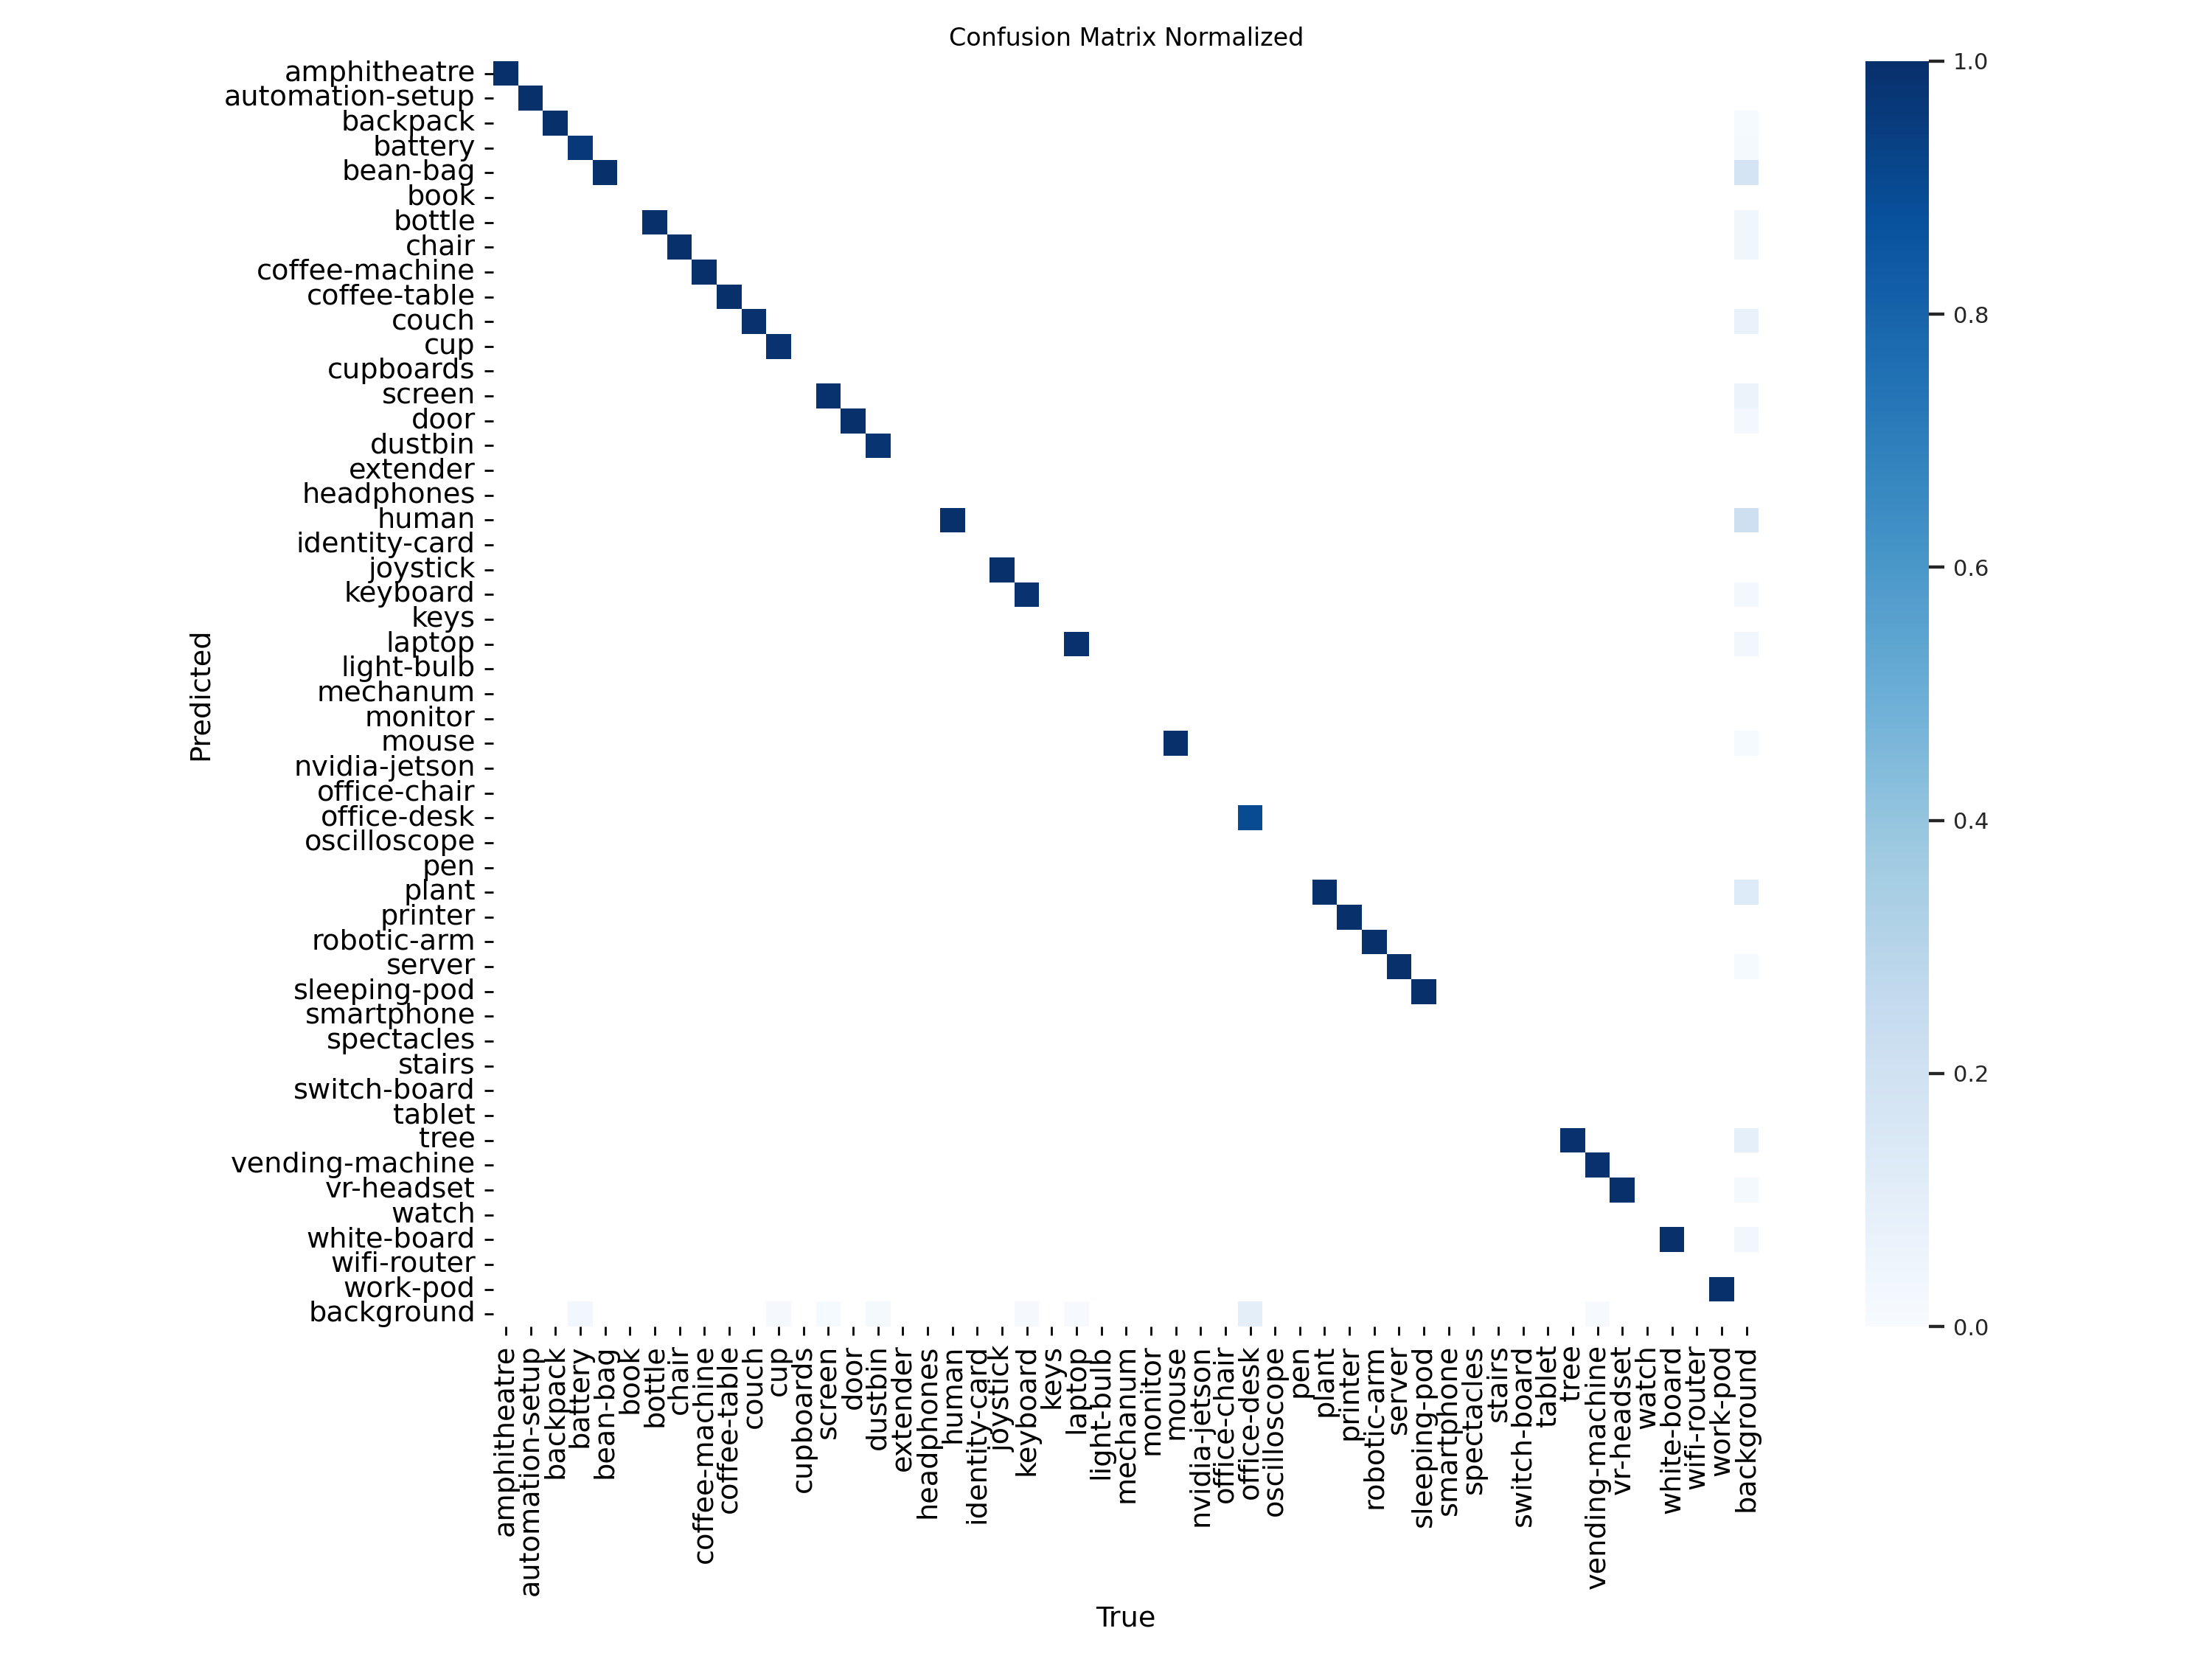 Confusion Matrix Normalized
amphitheatre
automation-setup
backpack
battery
bean-bag
book
bottle
chair
coffee-machine
coffee-table
couch
cup
cupboards
screen
door
dustbin
extender
headphones
human
identity-card
joystick
keyboard
keys
laptop
light-bulb
mechanum
monitor
mouse
nvidia-jetson
office-chair
office-desk
oscilloscope
pen
plant
printer
robotic-arm
server
sleeping-pod
smartphone
spectacles
stairs
switch-board
tablet
tree
vending-machine
vr-headset
watch
white-board
wifi-router
work-pod
background
Predicted
amphitheatre
automation-setup
backpack
battery
bean-bag
book
bottle
chair
coffee-machine
coffee-table
couch
cup
cupboards
screen
door
dustbin
extender
headphones
human
identity-card
joystick
keyboard
keys
laptop
light-bulb
mechanum
monitor
mouse
nvidia-jetson
office-chair
office-desk
oscilloscope
pen
plant
printer
robotic-arm
server
sleeping-pod
smartphone
spectacles
stairs
switch-board
tablet
tree
vending-machine
vr-headset
watch
white-board
wifi-router
work-pod
background
True
1.0
0.8
0.6
0.4
0.2
0.0